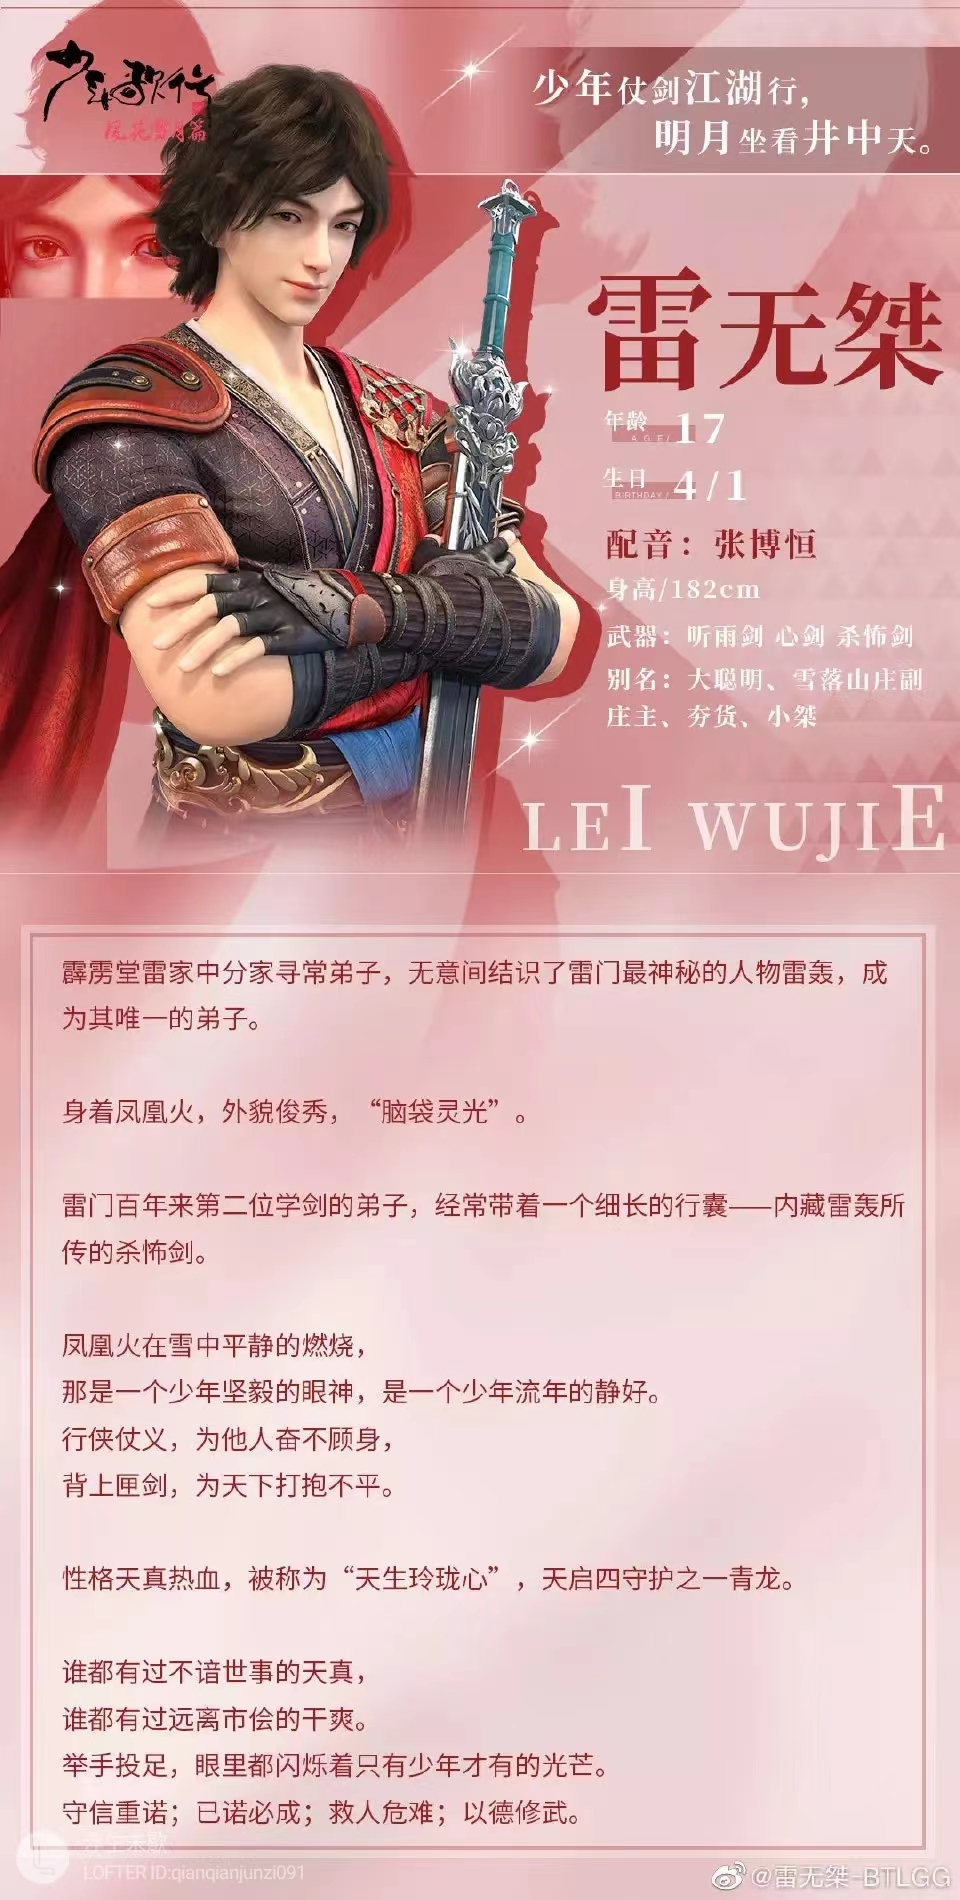 少年歌行
风花雪月篇
少年仗剑江湖行，
明月坐看井中天。
雷无桀
年龄 AGE/ 17
生日 BIRTHDAY/ 4/1
配音：张博恒
身高/182cm
武器：听雨剑 心剑 杀怖剑
别名：大聪明、雪落山庄副
庄主、夯货、小桀
LEI WUJIE
霹雳堂雷家中分家寻常弟子，无意间结识了雷门最神秘的人物雷轰，成
为其唯一的弟子。
身着凤凰火，外貌俊秀，“脑袋灵光”。
雷门百年来第二位学剑的弟子，经常带着一个细长的行囊——内藏雷轰所
传的杀怖剑。
凤凰火在雪中平静的燃烧，
那是一个少年坚毅的眼神，是一个少年流年的静好。
行侠仗义，为他人奋不顾身，
背上匣剑，为天下打抱不平。
性格天真热血，被称为“天生玲珑心”，天启四守护之一青龙。
谁都有过不谙世事的天真，
谁都有过远离市侩的干爽。
举手投足，眼里都闪烁着只有少年才有的光芒。
守信重诺；已诺必成；救人危难；以德修武。
LOFTER ID:qianqianjunzi091
@雷无桀-BTLGG